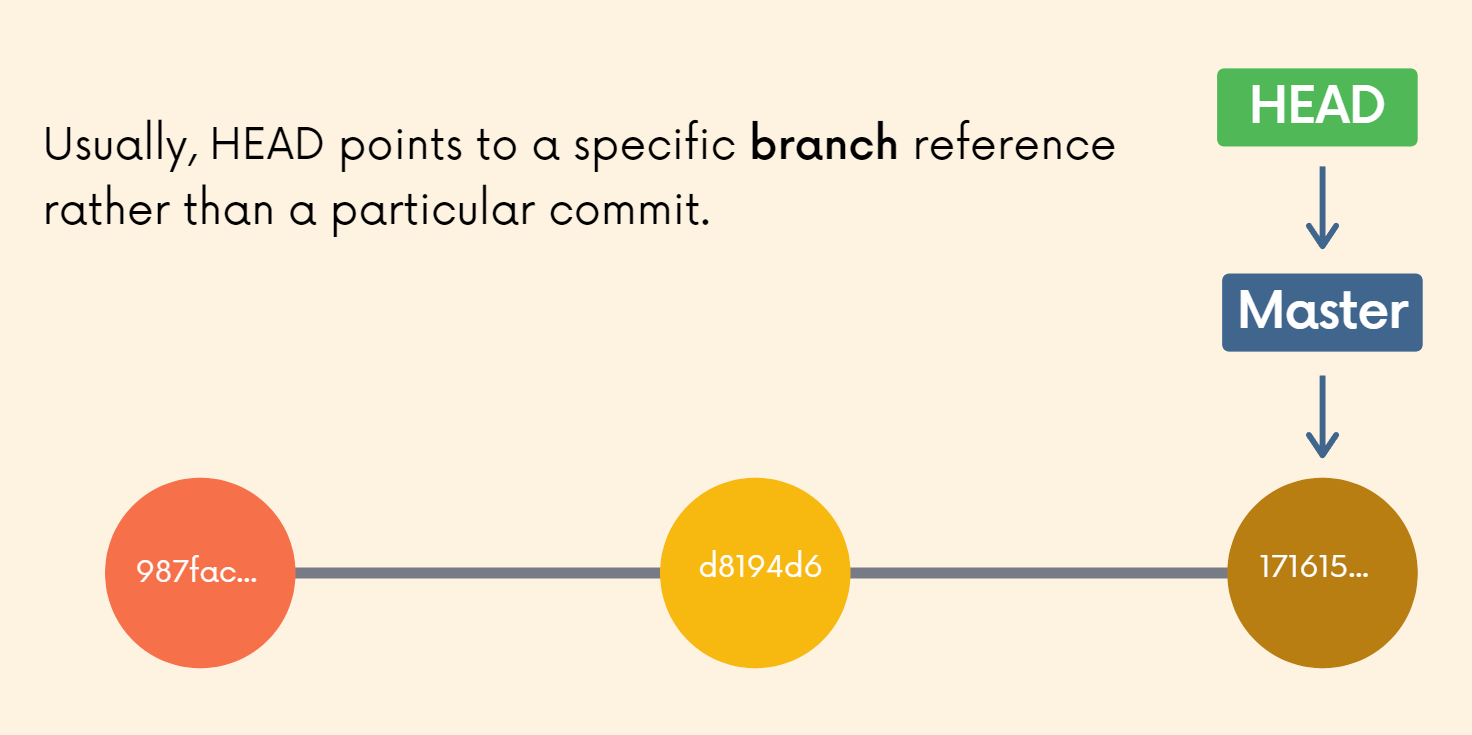 Usually, HEAD points to a specific branch reference
rather than a particular commit.
HEAD
Master
987fac...
d8194d6
171615...